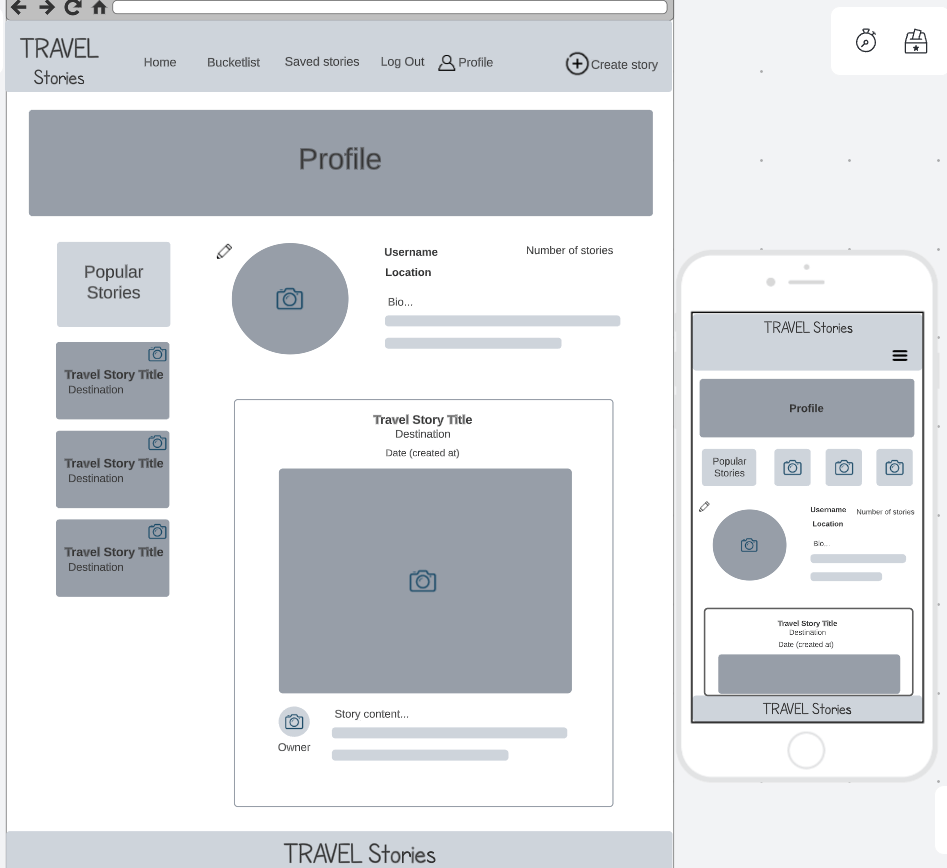 TRAVEL
Stories
Home
Bucketlist
Saved stories
Log Out
Profile
Create story
Profile
Popular
Stories
Travel Story Title
Destination
Travel Story Title
Destination
Travel Story Title
Destination
Username
Number of stories
Location
Bio...
Travel Story Title
Destination
Date (created at)
Story content...
Owner
TRAVEL Stories
TRAVEL Stories
Profile
Popular
Stories
Username
Number of stories
Location
Bio...
Travel Story Title
Destination
Date (created at)
TRAVEL Stories